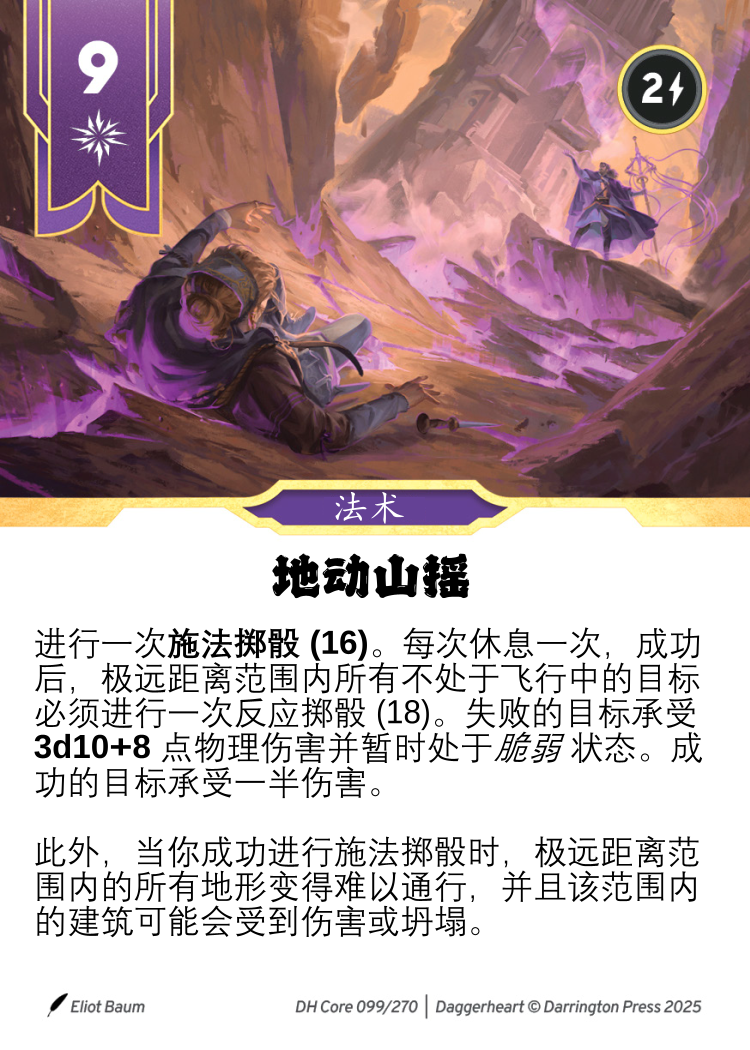 9
2
法术
地动山摇
进行一次施法掷骰 (16)。每次休息一次，成功
后，极远距离范围内所有不处于飞行中的目标
必须进行一次反应掷骰 (18)。失败的目标承受
3d10+8 点物理伤害并暂时处于脆弱 状态。成
功的目标承受一半伤害。
此外，当你成功进行施法掷骰时，极远距离范
围内的所有地形变得难以通行，并且该范围内
的建筑可能会受到伤害或坍塌。
Eliot Baum
DH Core 099/270 | Daggerheart © Darrington Press 2025